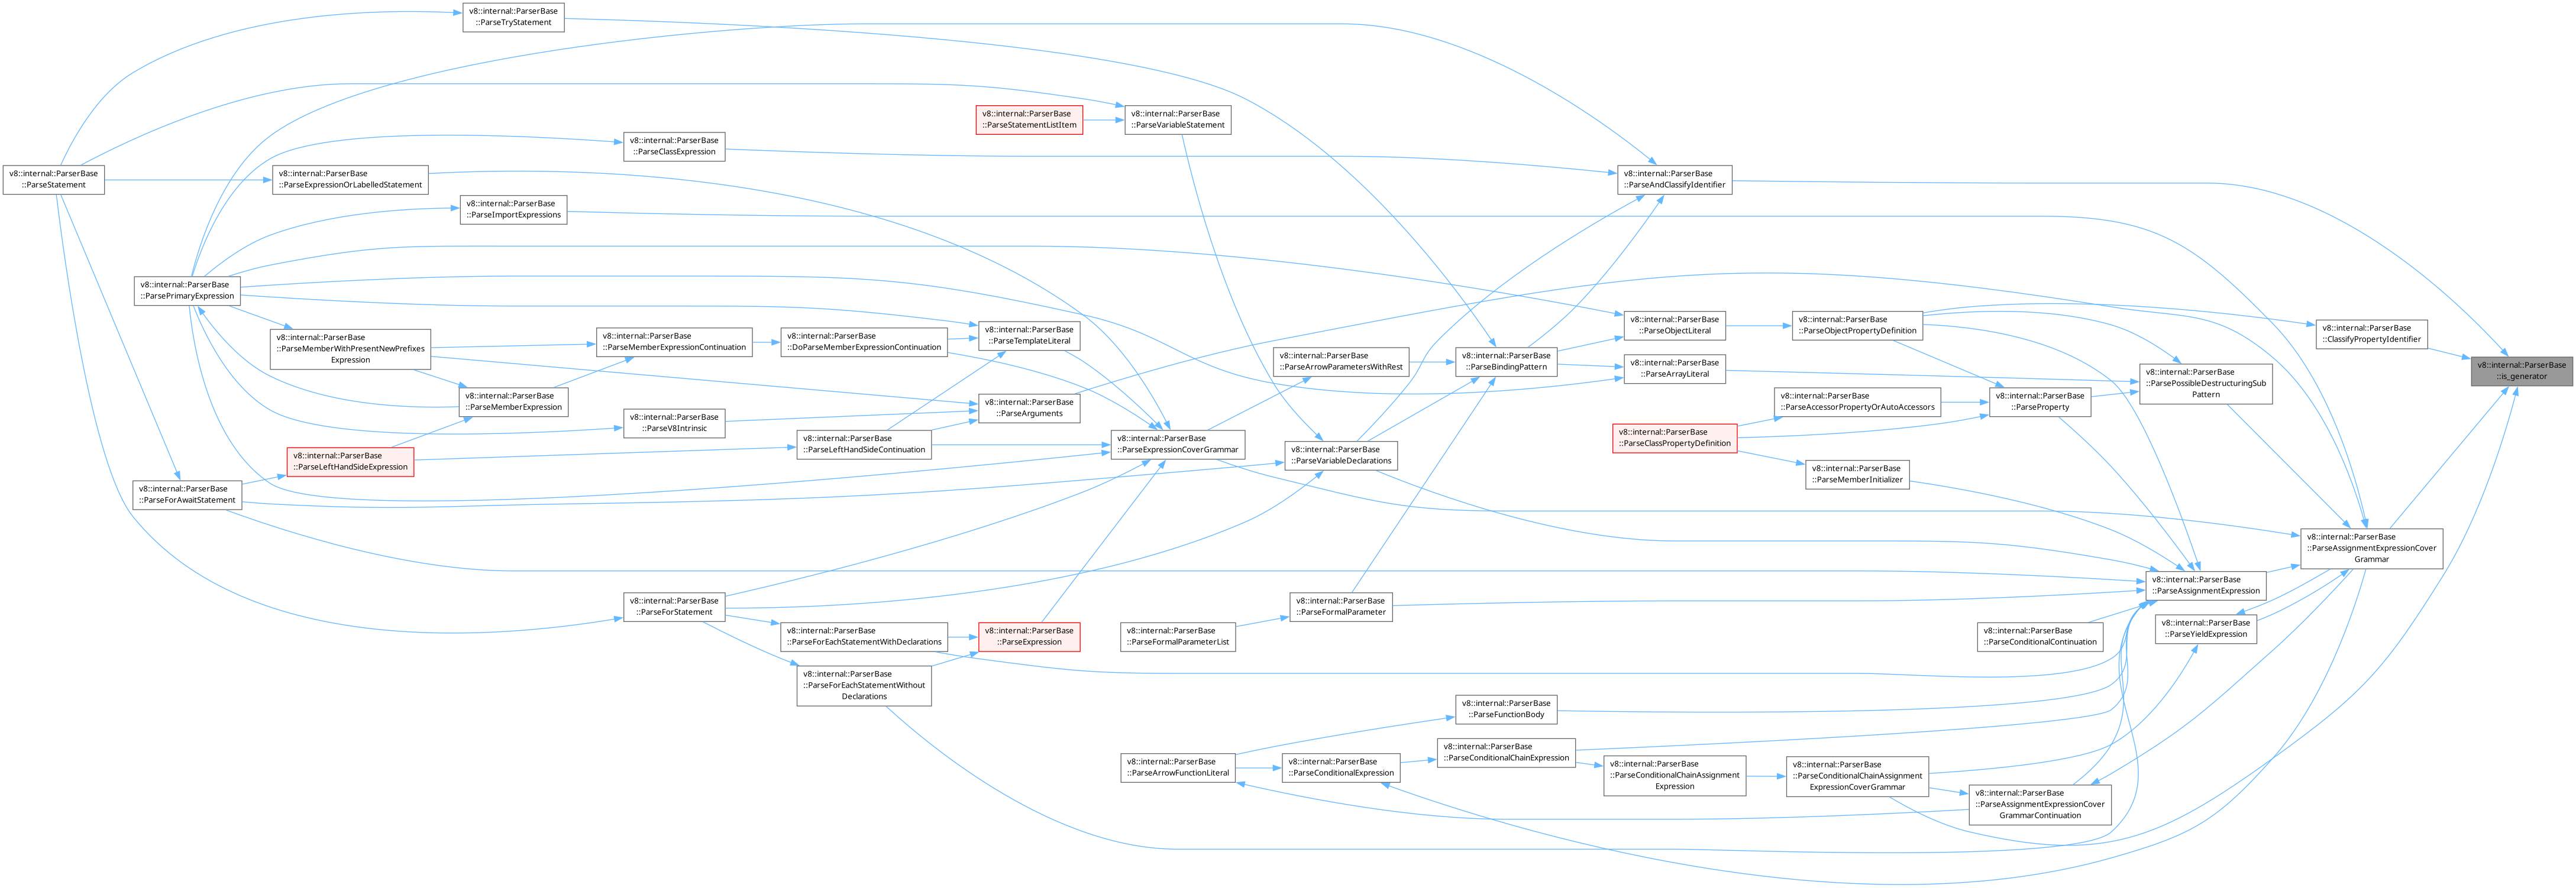 v8::internal::ParserBase
::ParseTryStatement
v8::internal::ParserBase
::ParseStatementListItem
v8::internal::ParserBase
::ParseVariableStatement
v8::internal::ParserBase
::ParseClassExpression
v8::internal::ParserBase
::ParseStatement
v8::internal::ParserBase
::ParseExpressionOrLabelledStatement
v8::internal::ParserBase
::ParseAndClassifyIdentifier
v8::internal::ParserBase
::ParseImportExpressions
v8::internal::ParserBase
::ParsePrimaryExpression
v8::internal::ParserBase
::ParseMemberWithPresentNewPrefixes
Expression
v8::internal::ParserBase
::ParseMemberExpressionContinuation
v8::internal::ParserBase
::DoParseMemberExpressionContinuation
v8::internal::ParserBase
::ParseTemplateLiteral
v8::internal::ParserBase
::ParseArrowParametersWithRest
v8::internal::ParserBase
::ParseBindingPattern
v8::internal::ParserBase
::ParseObjectLiteral
v8::internal::ParserBase
::ParseObjectPropertyDefinition
v8::internal::ParserBase
::ClassifyPropertyIdentifier
v8::internal::ParserBase
::is_generator
v8::internal::ParserBase
::ParseArrayLiteral
v8::internal::ParserBase
::ParsePossibleDestructuringSub
Pattern
v8::internal::ParserBase
::ParseMemberExpression
v8::internal::ParserBase
::ParseArguments
v8::internal::ParserBase
::ParseAccessorPropertyOrAutoAccessors
v8::internal::ParserBase
::ParseProperty
v8::internal::ParserBase
::ParseV8Intrinsic
v8::internal::ParserBase
::ParseLeftHandSideContinuation
v8::internal::ParserBase
::ParseExpressionCoverGrammar
v8::internal::ParserBase
::ParseClassPropertyDefinition
v8::internal::ParserBase
::ParseLeftHandSideExpression
v8::internal::ParserBase
::ParseVariableDeclarations
v8::internal::ParserBase
::ParseMemberInitializer
v8::internal::ParserBase
::ParseForAwaitStatement
v8::internal::ParserBase
::ParseAssignmentExpressionCover
Grammar
v8::internal::ParserBase
::ParseAssignmentExpression
v8::internal::ParserBase
::ParseForStatement
v8::internal::ParserBase
::ParseFormalParameter
v8::internal::ParserBase
::ParseYieldExpression
v8::internal::ParserBase
::ParseForEachStatementWithDeclarations
v8::internal::ParserBase
::ParseExpression
v8::internal::ParserBase
::ParseFormalParameterList
v8::internal::ParserBase
::ParseConditionalContinuation
v8::internal::ParserBase
::ParseForEachStatementWithout
Declarations
v8::internal::ParserBase
::ParseFunctionBody
v8::internal::ParserBase
::ParseArrowFunctionLiteral
v8::internal::ParserBase
::ParseConditionalExpression
v8::internal::ParserBase
::ParseConditionalChainExpression
v8::internal::ParserBase
::ParseConditionalChainAssignment
Expression
v8::internal::ParserBase
::ParseConditionalChainAssignment
ExpressionCoverGrammar
v8::internal::ParserBase
::ParseAssignmentExpressionCover
GrammarContinuation